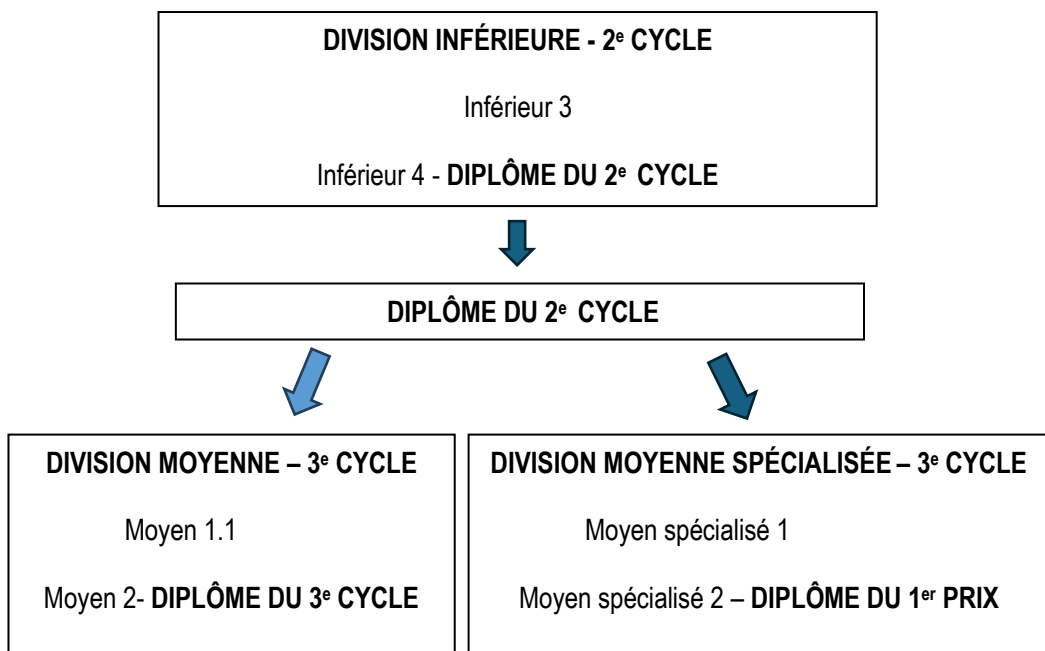 DIVISION INFÉRIEURE - 2e CYCLE
Inférieur 3
Inférieur 4 - DIPLÔME DU 2e CYCLE
DIPLÔME DU 2e CYCLE
DIVISION MOYENNE – 3e CYCLE
Moyen 1.1
Moyen 2- DIPLÔME DU 3e CYCLE
DIVISION MOYENNE SPÉCIALISÉE – 3e CYCLE
Moyen spécialisé 1
Moyen spécialisé 2 – DIPLÔME DU 1er PRIX